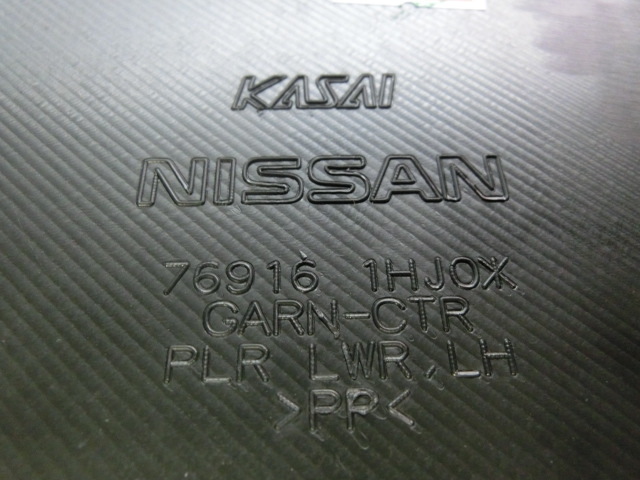 KASAI
NISSAN
76916 1HJ0X
GARN-CTR
PLR LWR,LH
>PP<